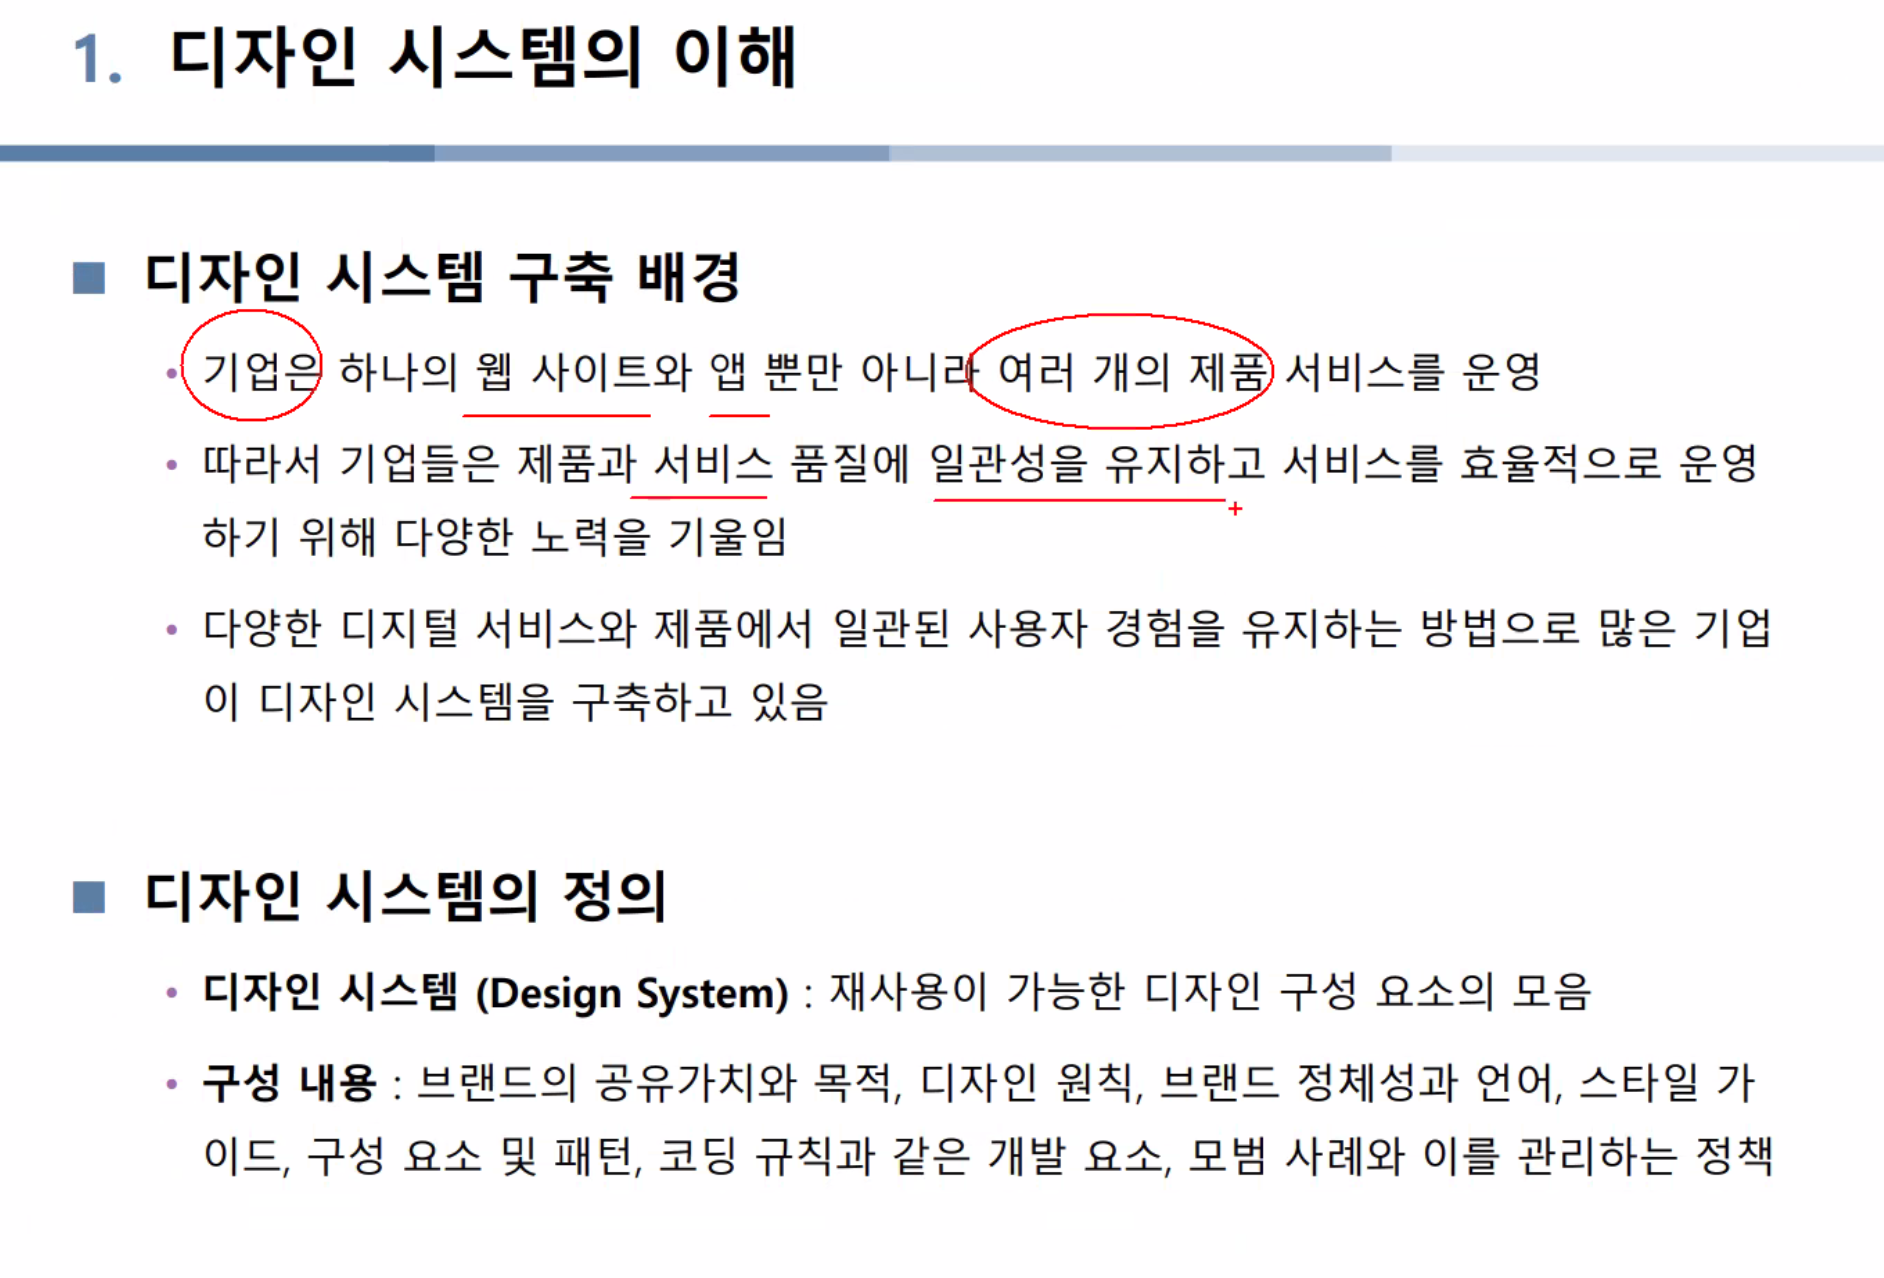 1. 디자인 시스템의 이해
■ 디자인 시스템 구축 배경
• 기업은 하나의 웹 사이트와 앱 뿐만 아니라 여러 개의 제품 서비스를 운영
• 따라서 기업들은 제품과 서비스 품질에 일관성을 유지하고 서비스를 효율적으로 운영
하기 위해 다양한 노력을 기울임
• 다양한 디지털 서비스와 제품에서 일관된 사용자 경험을 유지하는 방법으로 많은 기업
이 디자인 시스템을 구축하고 있음
■ 디자인 시스템의 정의
• 디자인 시스템 (Design System) : 재사용이 가능한 디자인 구성 요소의 모음
• 구성 내용 : 브랜드의 공유가치와 목적, 디자인 원칙, 브랜드 정체성과 언어, 스타일 가
이드, 구성 요소 및 패턴, 코딩 규칙과 같은 개발 요소, 모범 사례와 이를 관리하는 정책